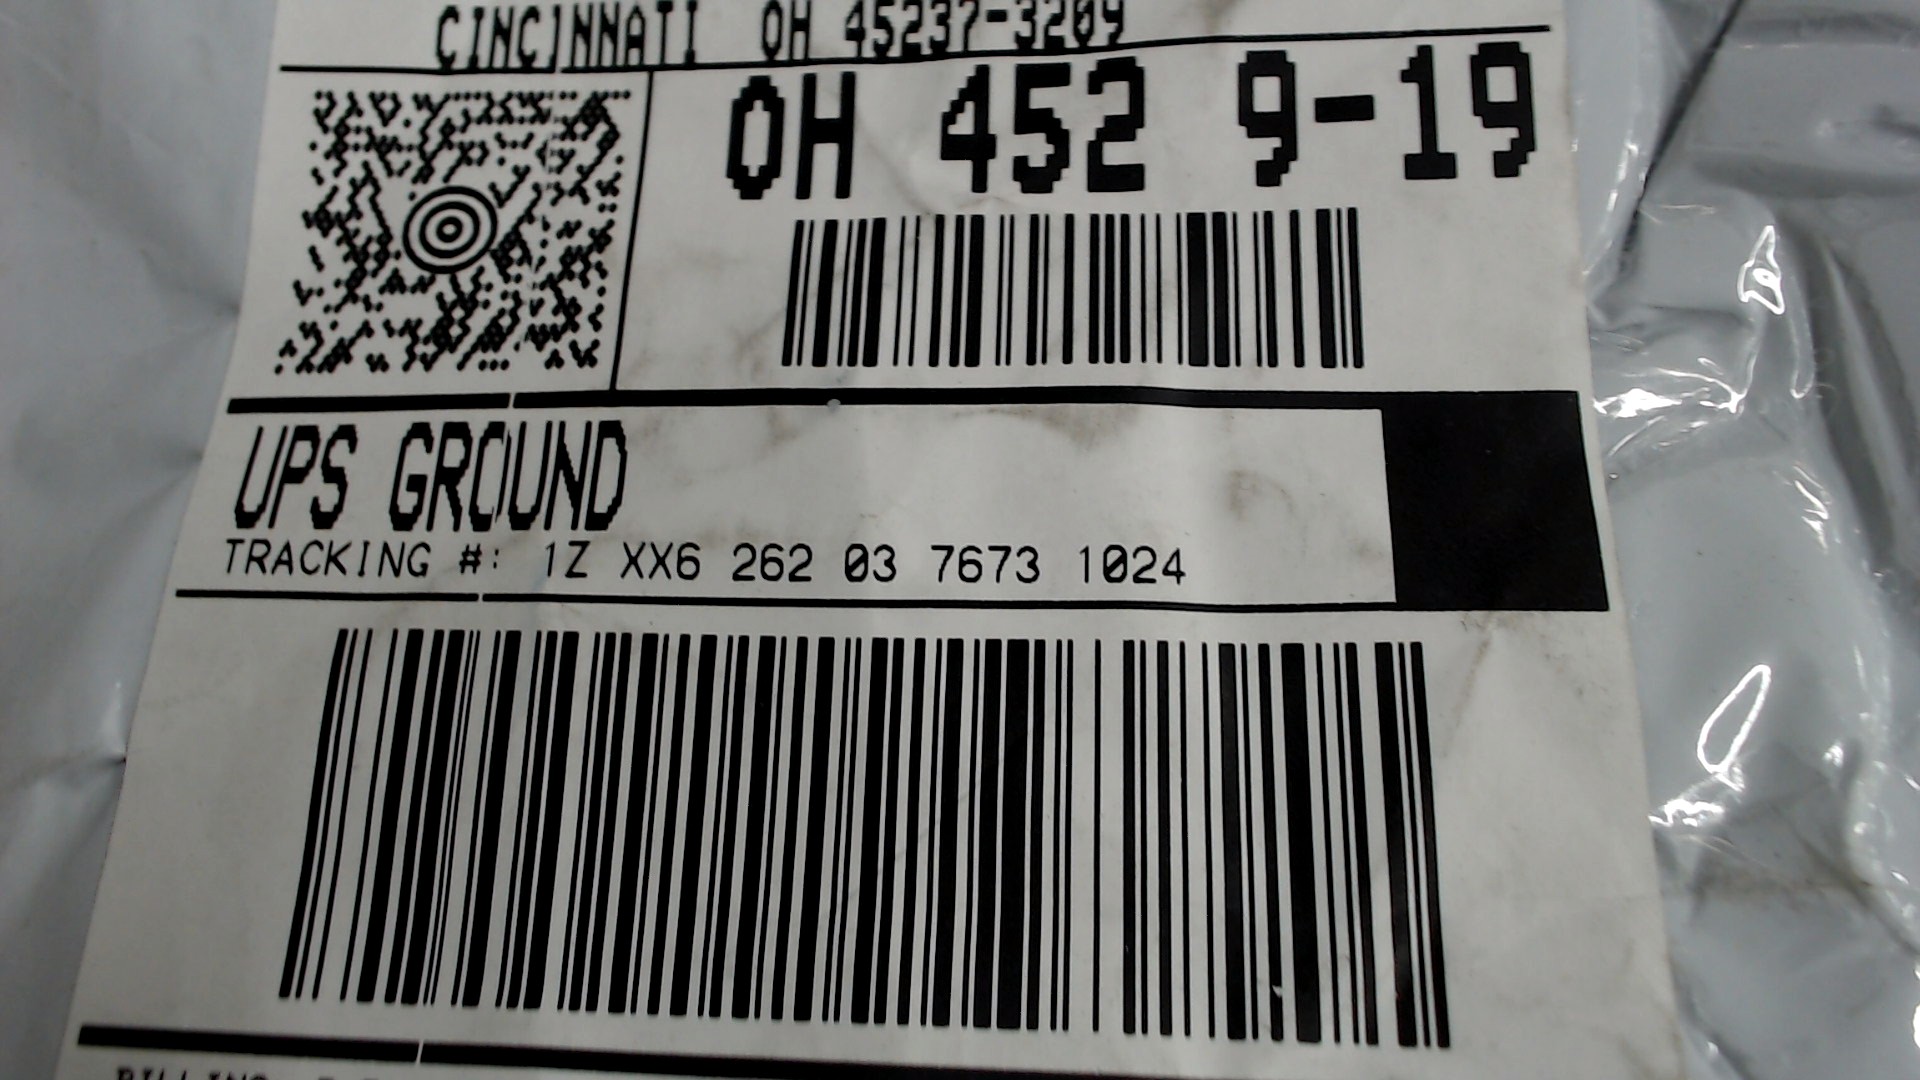 CINCINNATI OH 45237-3209
OH 452 9-19
UPS GROUND
TRACKING #: 1Z XX6 262 03 7673 1024